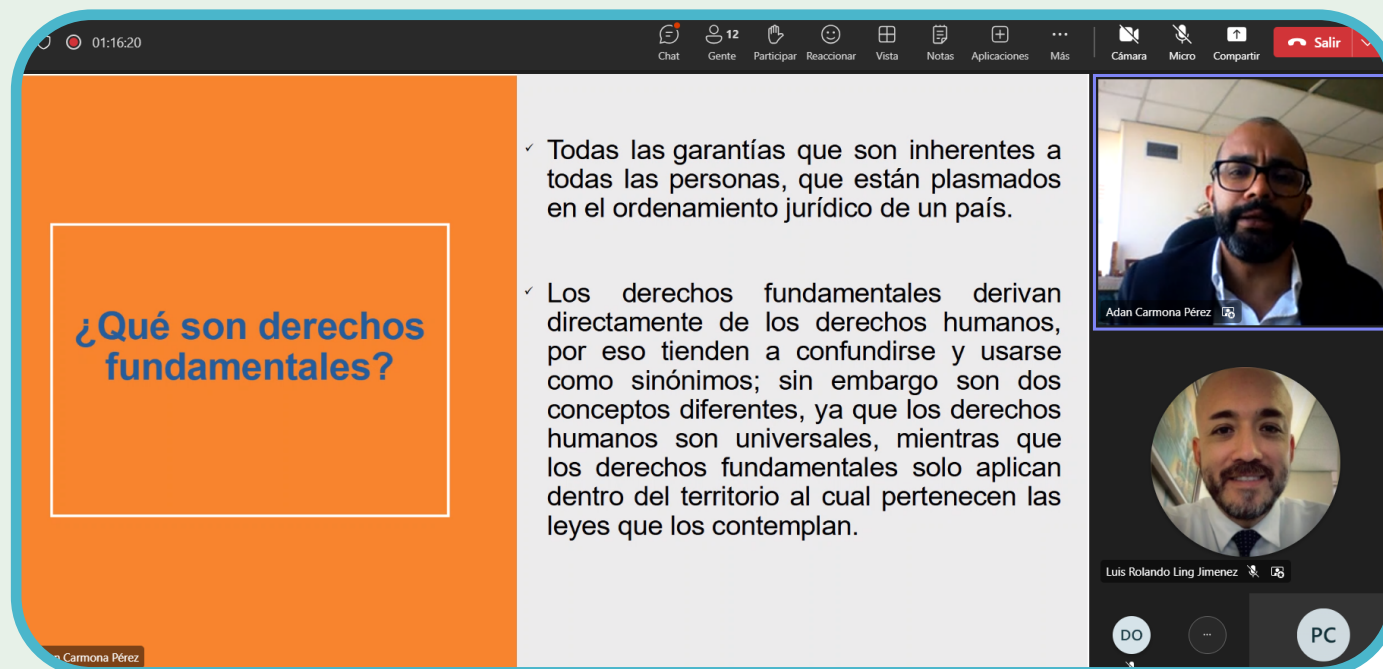 01:16:20
Chat
12
Gente
Participar
Reaccionar
Vista
Notas
Aplicaciones
Más
Cámara
Micro
Compartir
Salir
¿Qué son derechos
fundamentales?
✓ Todas las garantías que son inherentes a
todas las personas, que están plasmados
en el ordenamiento jurídico de un país.
✓ Los derechos fundamentales derivan
directamente de los derechos humanos,
por eso tienden a confundirse y usarse
como sinónimos; sin embargo son dos
conceptos diferentes, ya que los derechos
humanos son universales, mientras que
los derechos fundamentales solo aplican
dentro del territorio al cual pertenecen las
leyes que los contemplan.
Carmona Pérez
Adan Carmona Pérez
Luis Rolando Ling Jimenez
DO
...
PC